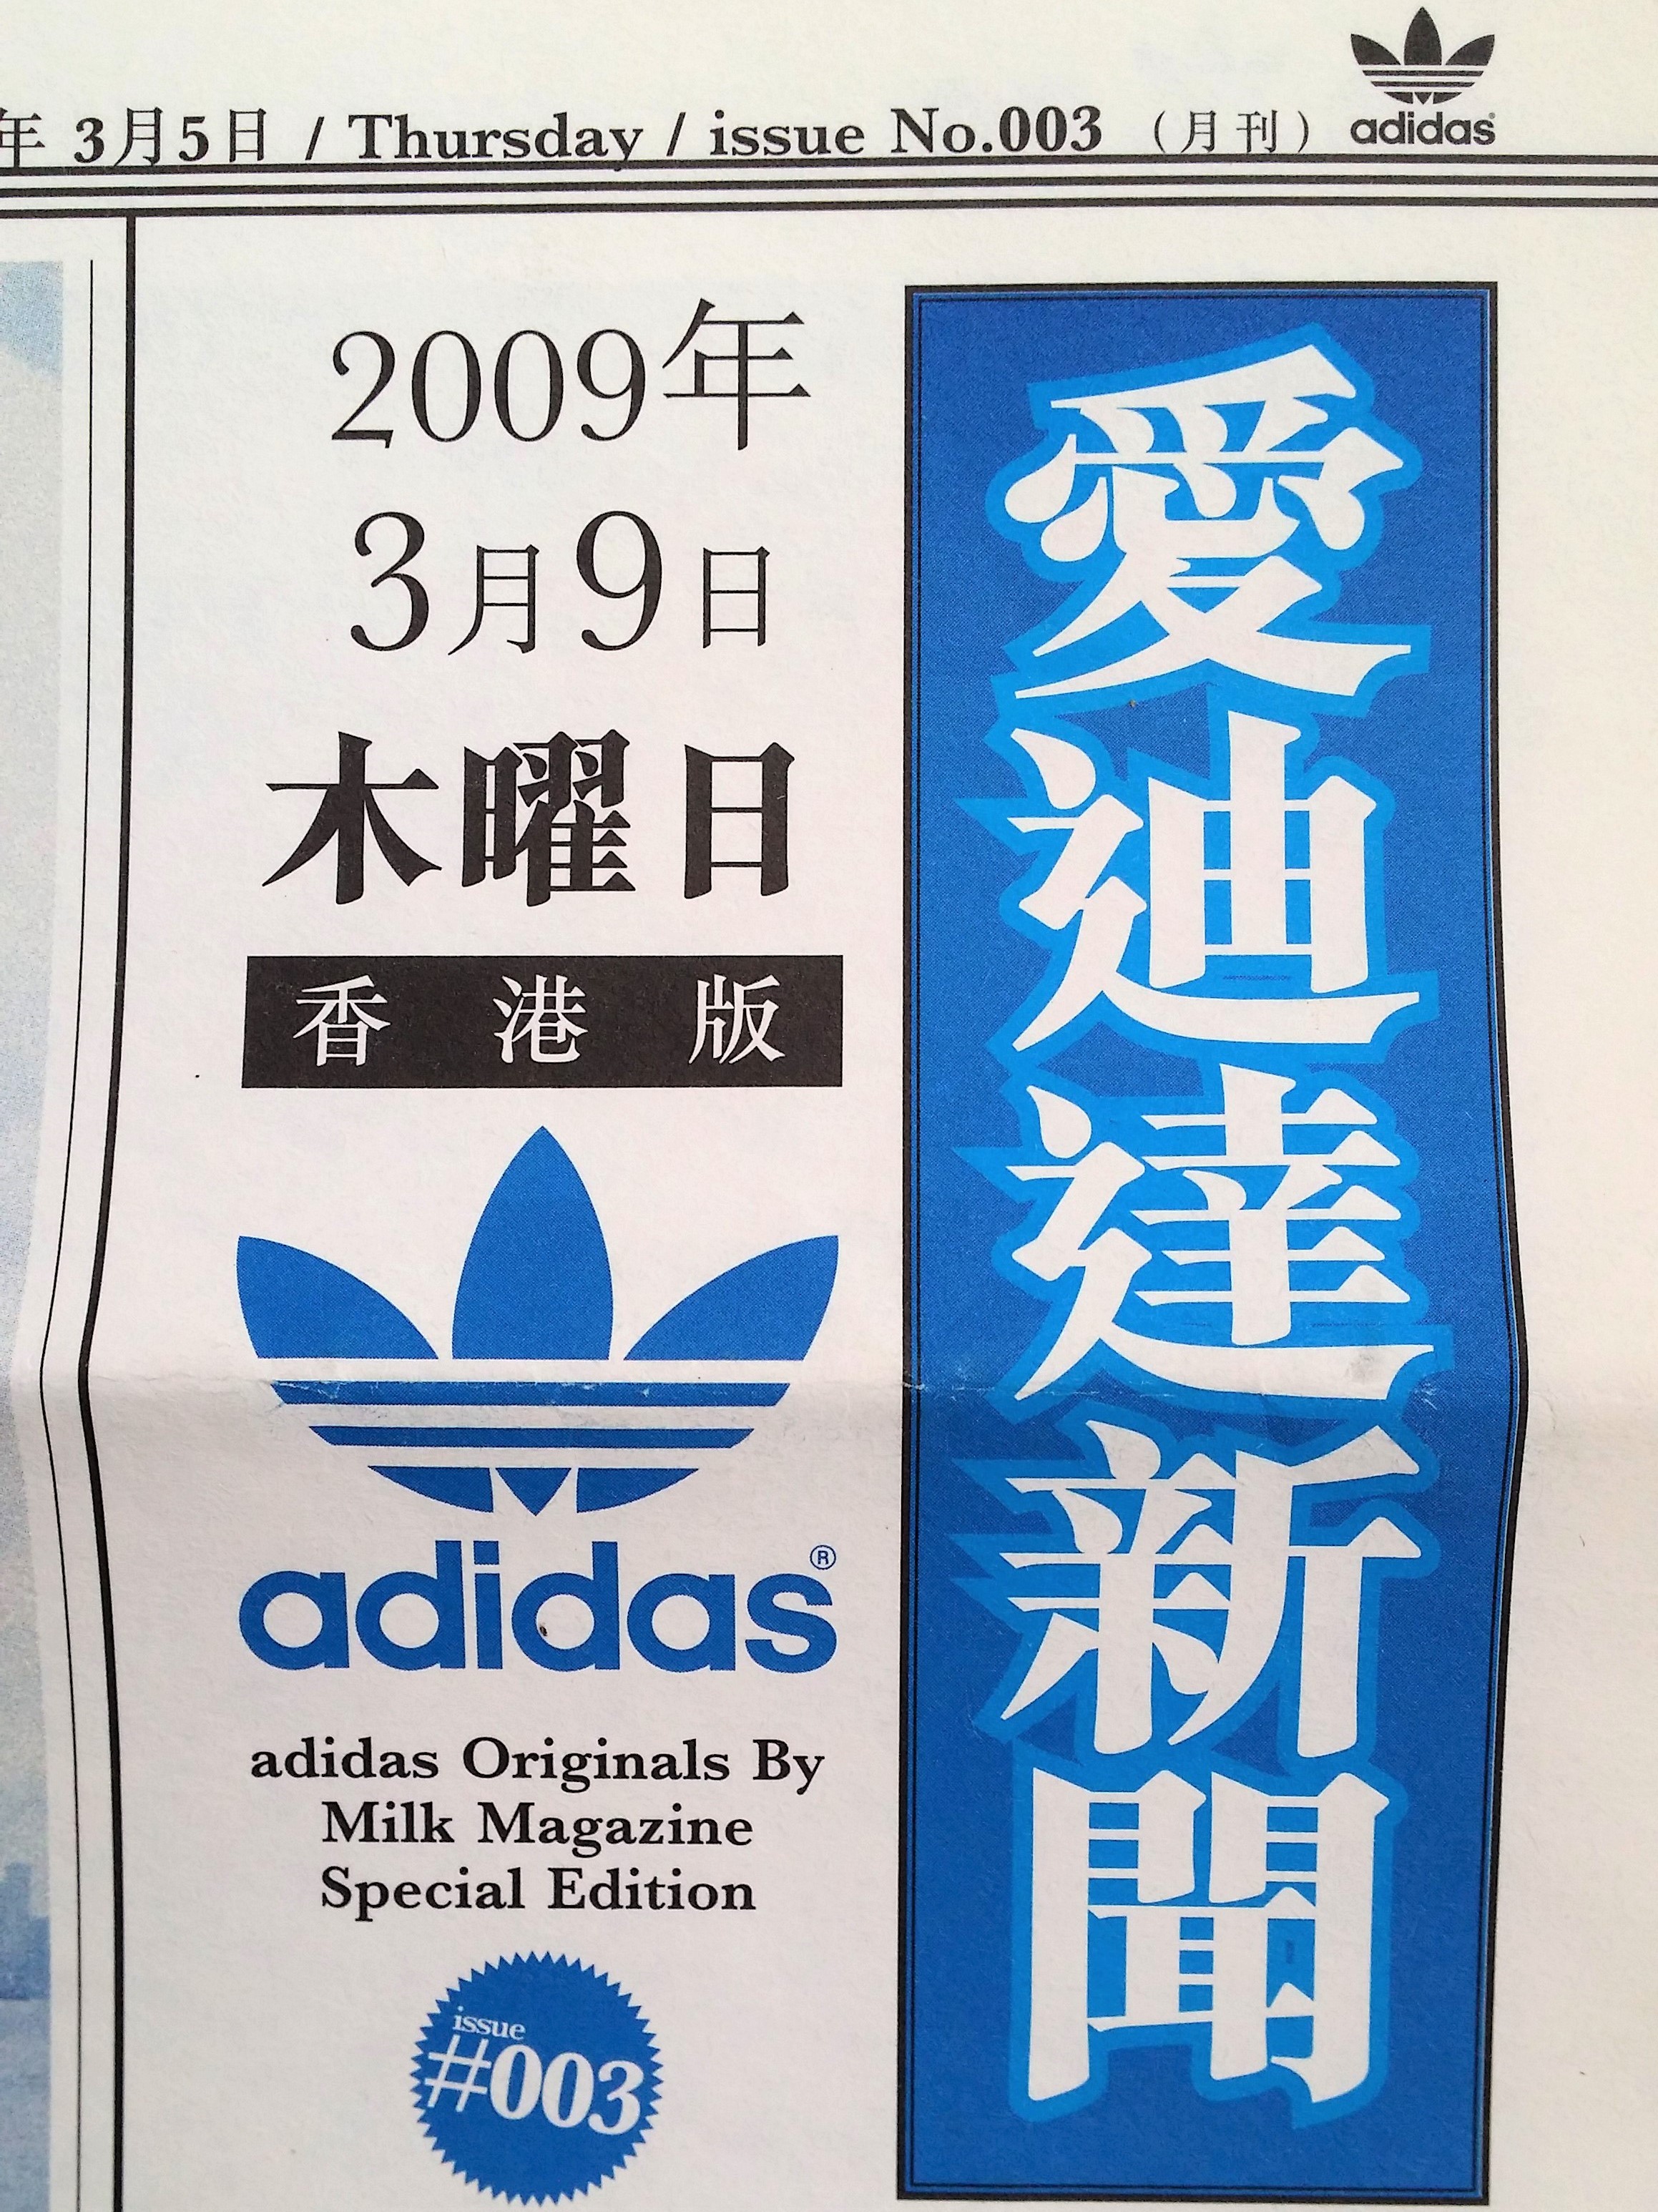 年 3月5日 / Thursday / issue No.003 （月刊）
adidas
愛迪達新聞
2009年
3月9日
木曜日
香港版
adidas®
adidas Originals By
Milk Magazine
Special Edition
issue
#003